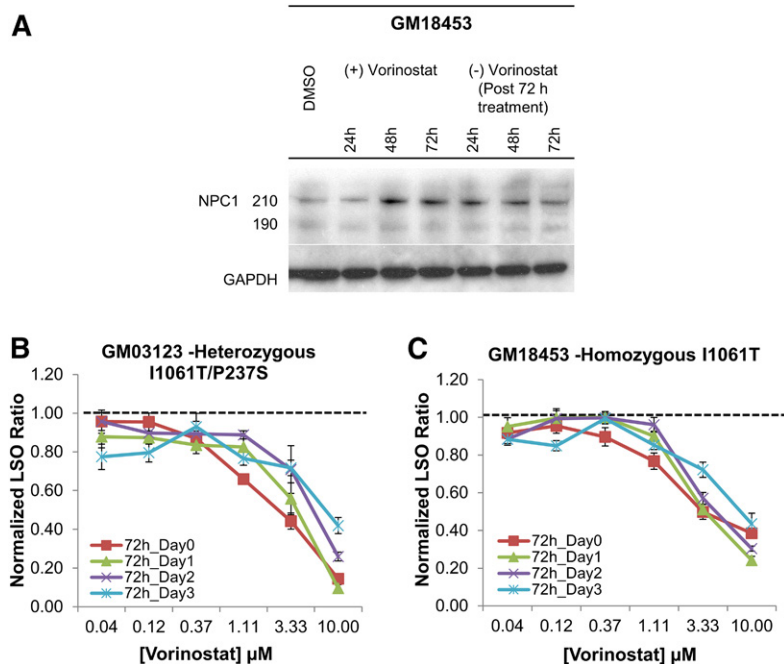 A
GM18453
DMSO
(+) Vorinostat
(-) Vorinostat
(Post 72 h
treatment)
24h
48h
72h
24h
48h
72h
NPC1 210
190
GAPDH
B
GM03123 -Heterozygous
I1061T/P237S
Normalized LSO Ratio
1.20
1.00
0.80
0.60
0.40
0.20
0.00
72h_Day0
72h_Day1
72h_Day2
72h_Day3
0.04 0.12 0.37 1.11 3.33 10.00
[Vorinostat] µM
C
GM18453 -Homozygous I1061T
Normalized LSO Ratio
1.20
1.00
0.80
0.60
0.40
0.20
0.00
72h_Day0
72h_Day1
72h_Day2
72h_Day3
0.04 0.12 0.37 1.11 3.33 10.00
[Vorinostat] µM